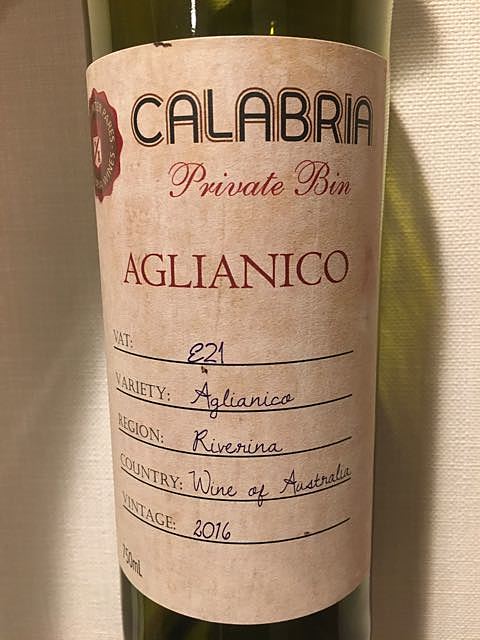 CALABRIA
Private Bin
AGLIANICO
VAT: E21
VARIETY: Aglianico
REGION: Riverina
COUNTRY: Wine of Australia
VINTAGE: 2016
750mL